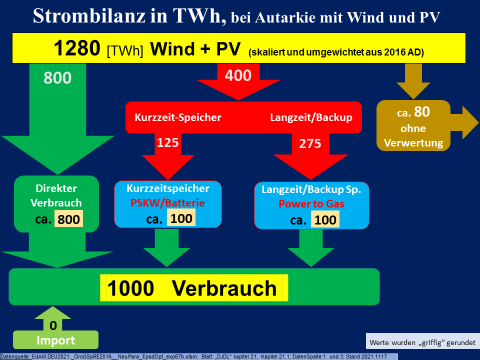 Strombilanz in TWh, bei Autarkie mit Wind und PV
1280 [TWh] Wind + PV (skaliert und umgewichtet aus 2016 AD)
800
400
Kurzzeit-Speicher
Langzeit/Backup
ca. 80
ohne
Verwertung
125
275
Direkter
Verbrauch
ca. 800
Kurzzeitspeicher
PSKW/Batterie
ca. 100
Langzeit/Backup Sp.
Power to Gas
ca. 100
1000 Verbrauch
0
Import
Werte wurden „griffig“ gerundet